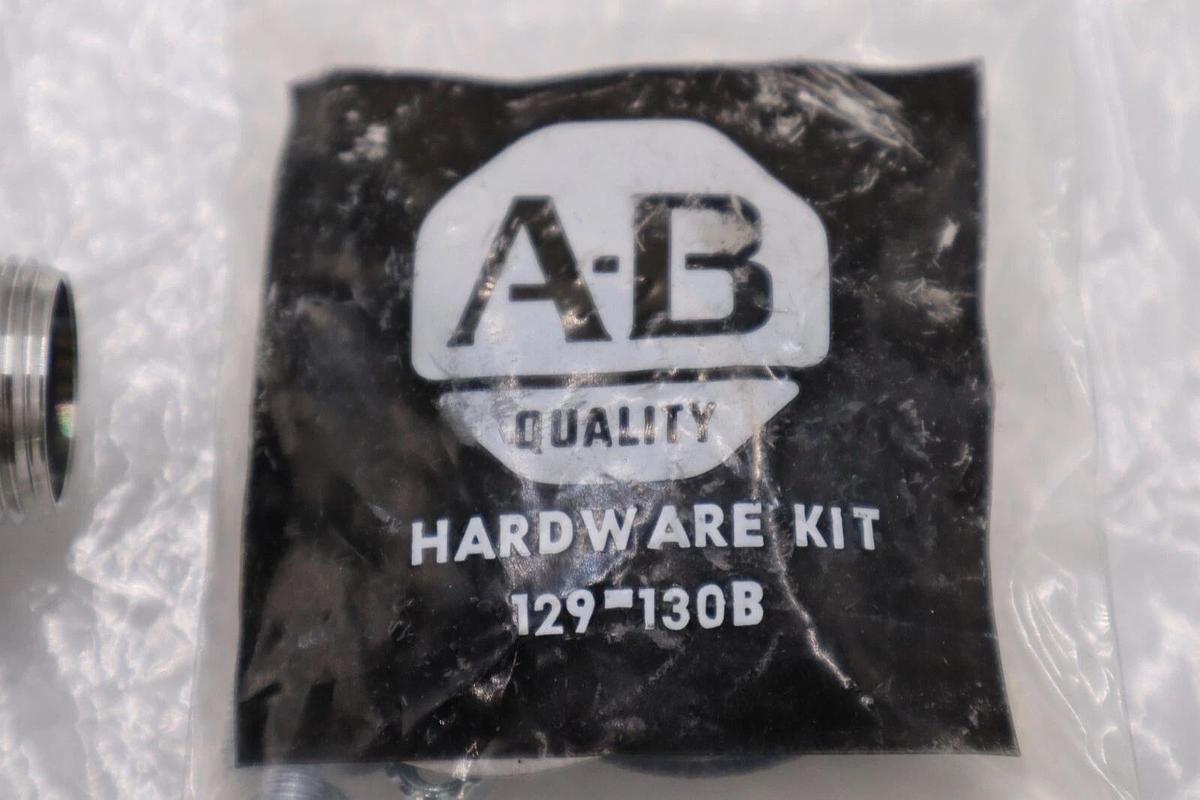 A-B
QUALITY
HARDWARE KIT
129-130B